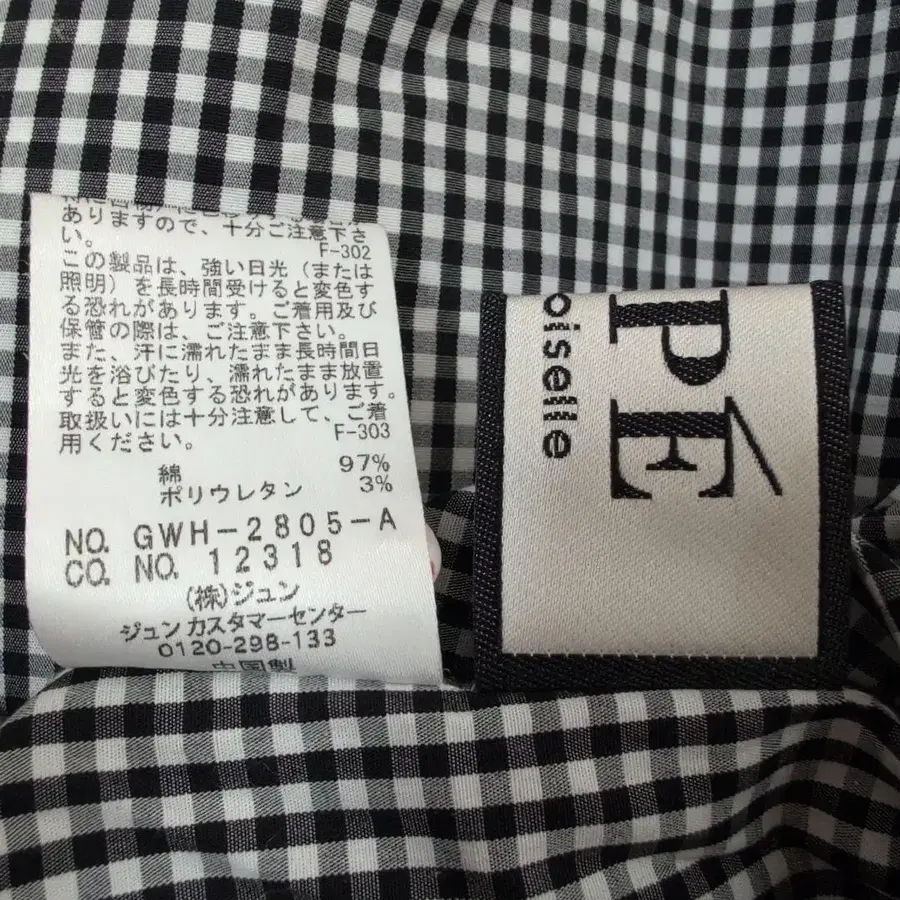 ありますので、十分ご注意下さ
い。
F-302
この製品は、強い日光(または
照明)を長時間受けると変色す
る恐れがあります。ご着用及び
保管の際は、ご注意下さい。
また、汗に濡れたまま長時間日
光を浴びたり、濡れたまま放置
すると変色する恐れがあります。
取扱いには十分注意して、ご着
用ください。
F-303
綿 97%
ポリウレタン 3%
NO. GWH-2805-A
CO. NO. 12318
(株)ジュン
ジュン カスタマーセンター
0120-298-133
中国製
PÉ
oiselle